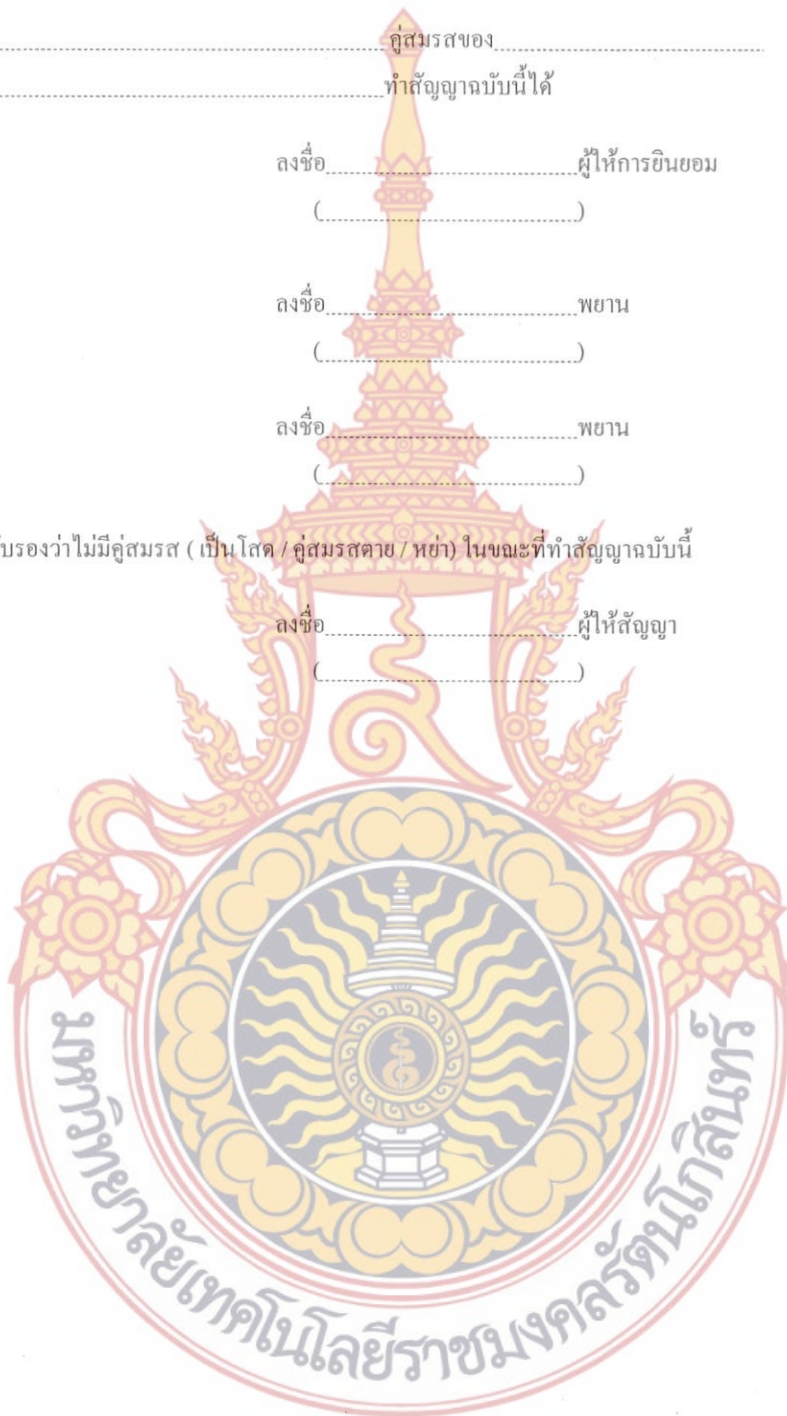 ........................................คู่สมรสของ........................................
........................................ทำสัญญาฉบับนี้ได้
ลงชื่อ........................................ผู้ให้การยินยอม
(........................................)
ลงชื่อ........................................พยาน
(........................................)
ลงชื่อ........................................พยาน
(........................................)
รับรองว่าไม่มีคู่สมรส ( เป็นโสด / คู่สมรสตาย / หย่า) ในขณะที่ทำสัญญาฉบับนี้
ลงชื่อ........................................ผู้ให้สัญญา
(........................................)
มหาวิทยาลัยเทคโนโลยีราชมงคลรัตนโกสินทร์